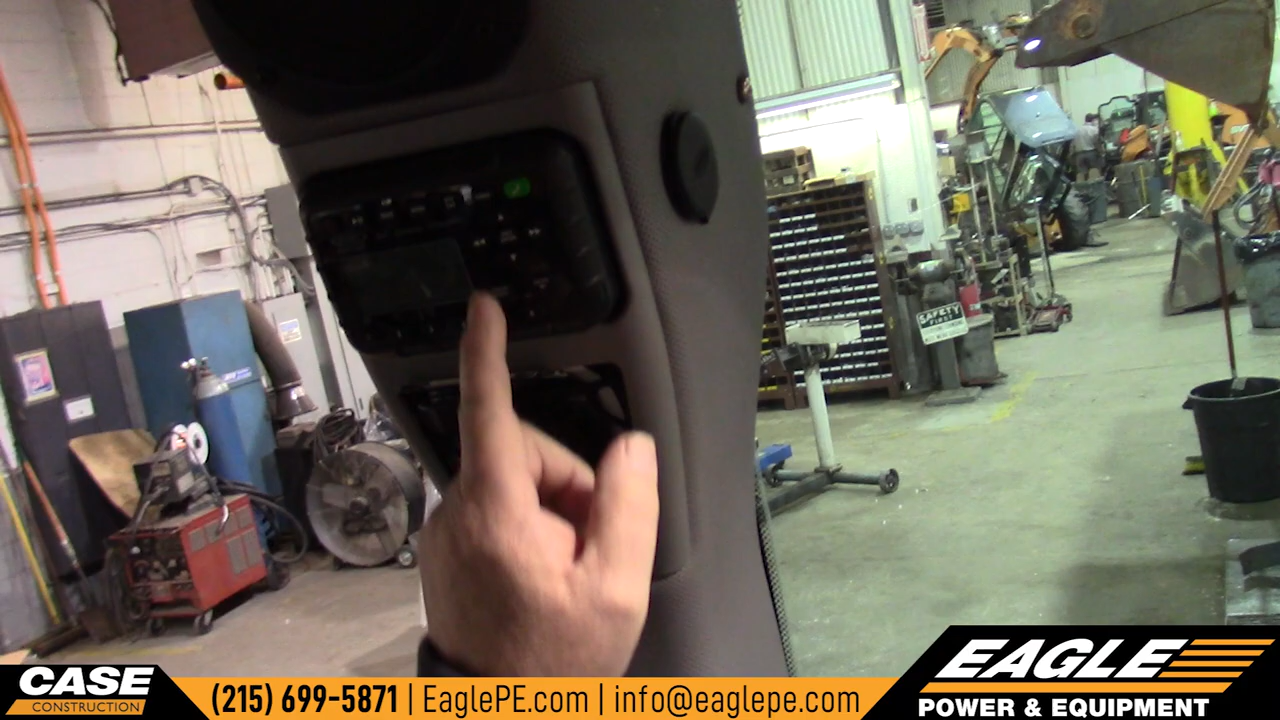 SAFETY
FIRST
CASE
CONSTRUCTION
(215) 699-5871 | EaglePE.com | info@eaglepe.com
EAGLE
POWER & EQUIPMENT